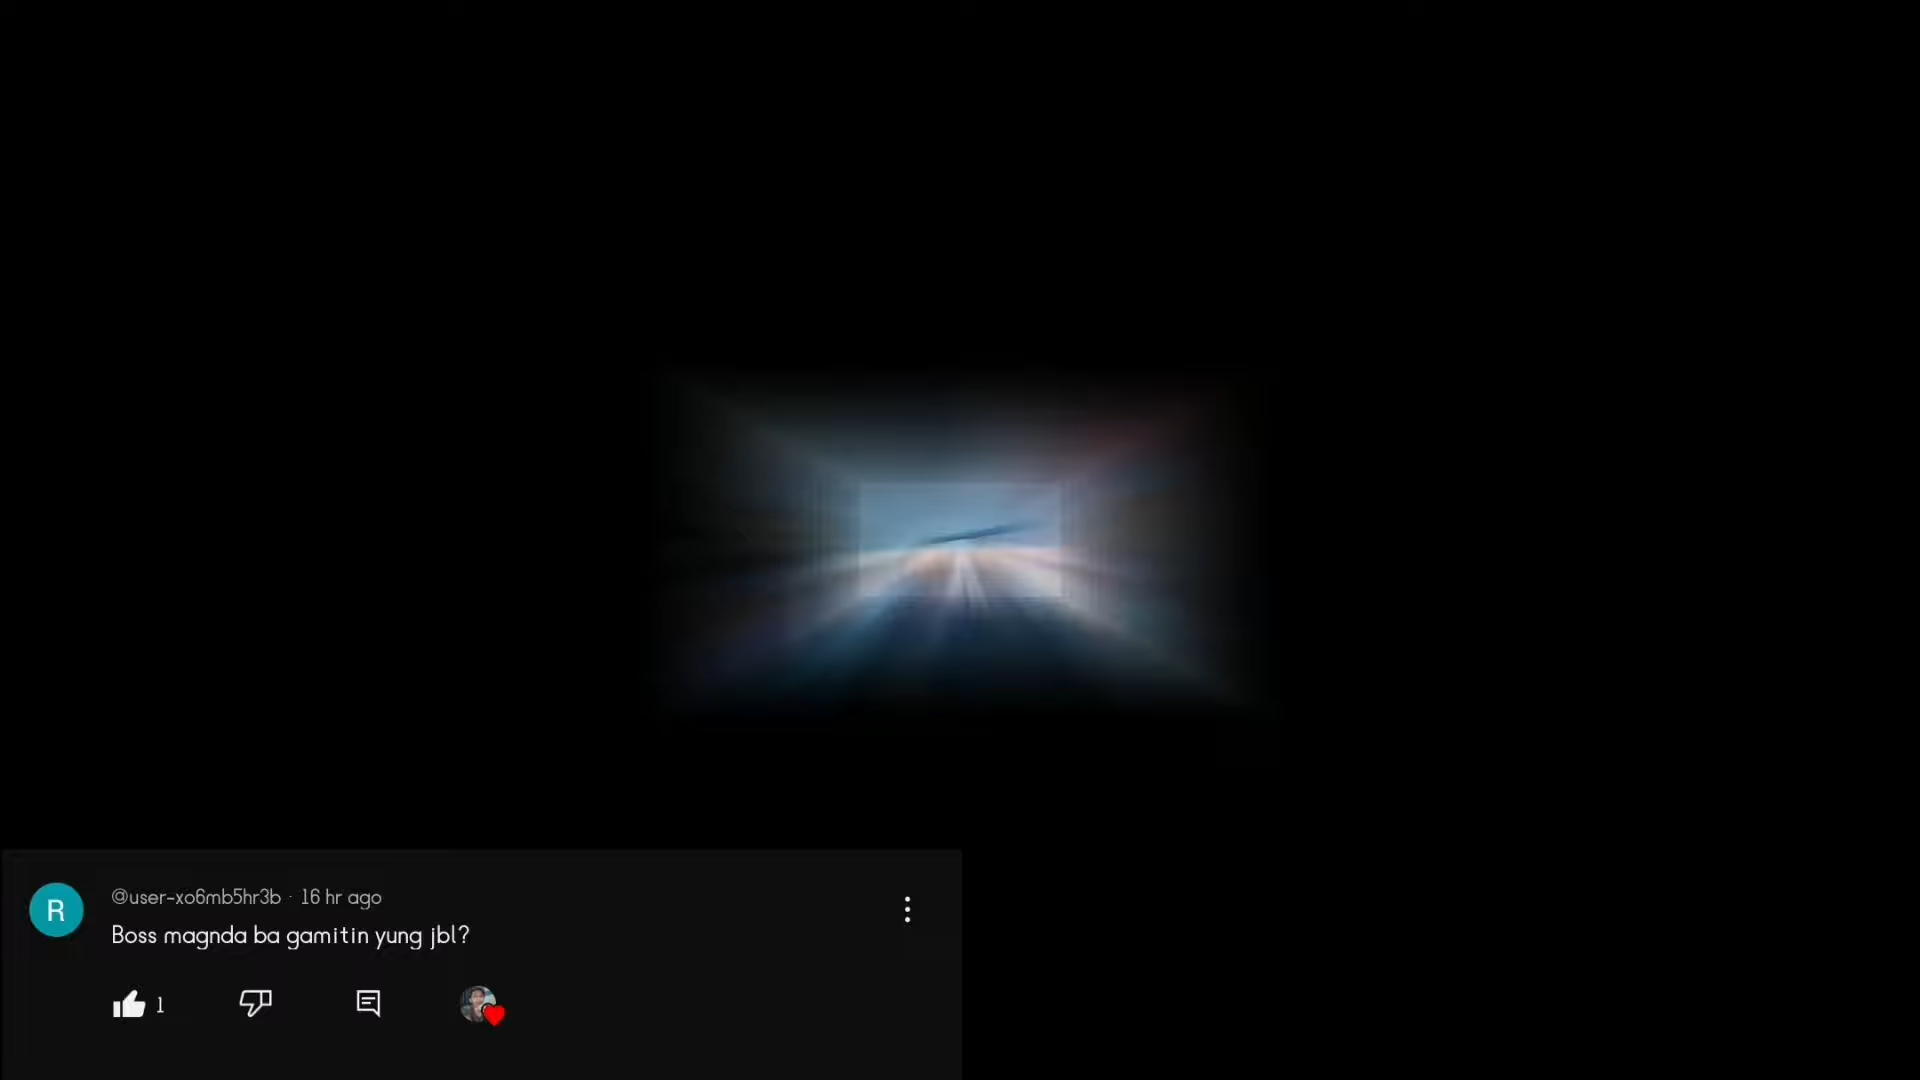 R
@user-xo6mb5hr3b · 16 hr ago
Boss magnda ba gamitin yung jbl?
1